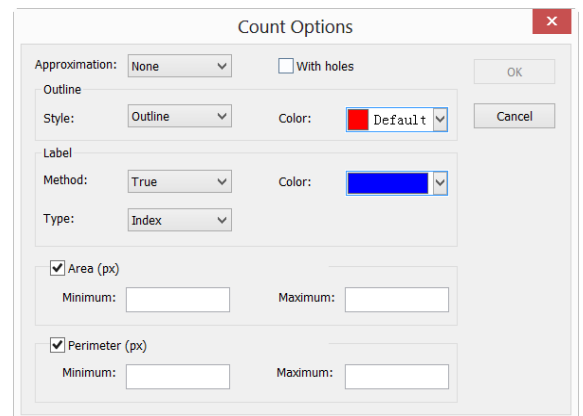 Count Options
Approximation: None With holes OK
Outline
Style: Outline Color: Default Cancel
Label
Method: True Color:
Type: Index
Area (px)
Minimum: Maximum:
Perimeter (px)
Minimum: Maximum: